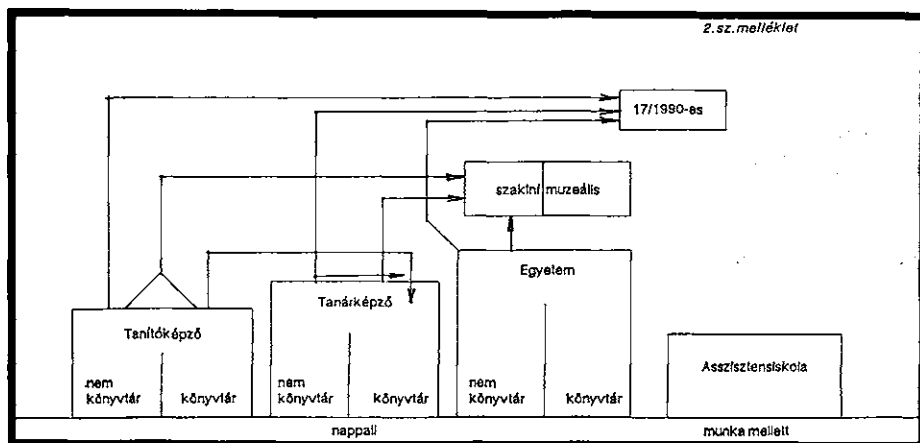 2.sz.melléklet
17/1990-es
szakinf muzeális
Egyetem
Tanárképző
Tanítóképző
Asszisztensiskola
nem
könyvtár
könyvtár
nem
könyvtár
könyvtár
nem
könyvtár
könyvtár
nappali
munka mellett